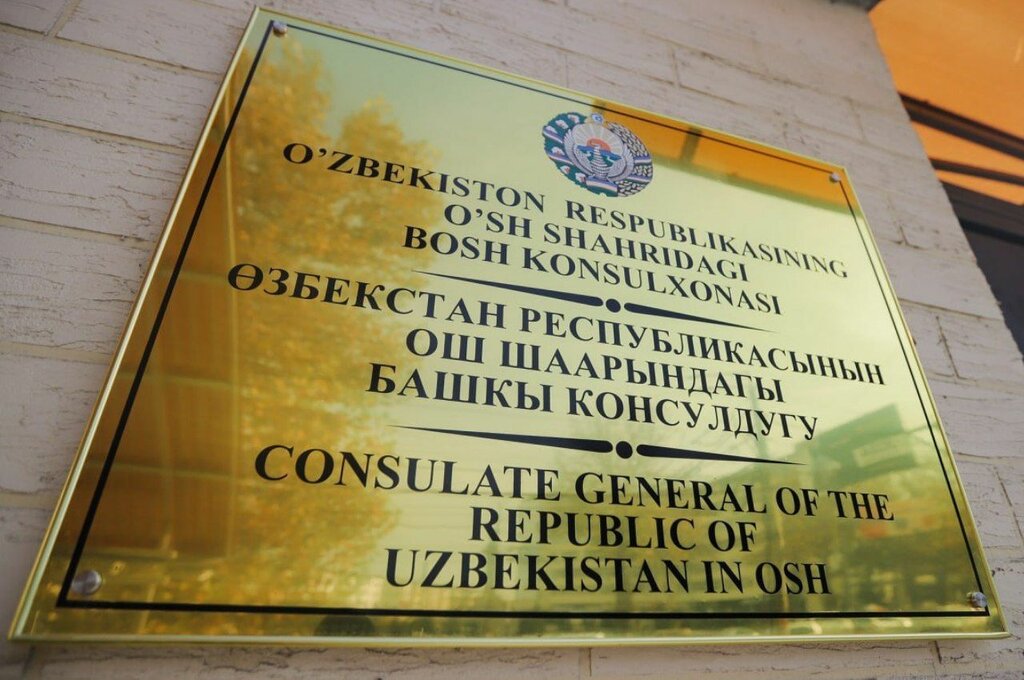 O'ZBEKISTON RESPUBLIKASINING
O'SH SHAHRIDAGI
BOSH KONSULXONASI
ӨЗБЕКСТАН РЕСПУБЛИКАСЫНЫН
ОШ ШААРЫНДАГЫ
БАШКЫ КОНСУЛДУГУ
CONSULATE GENERAL OF THE
REPUBLIC OF
UZBEKISTAN IN OSH